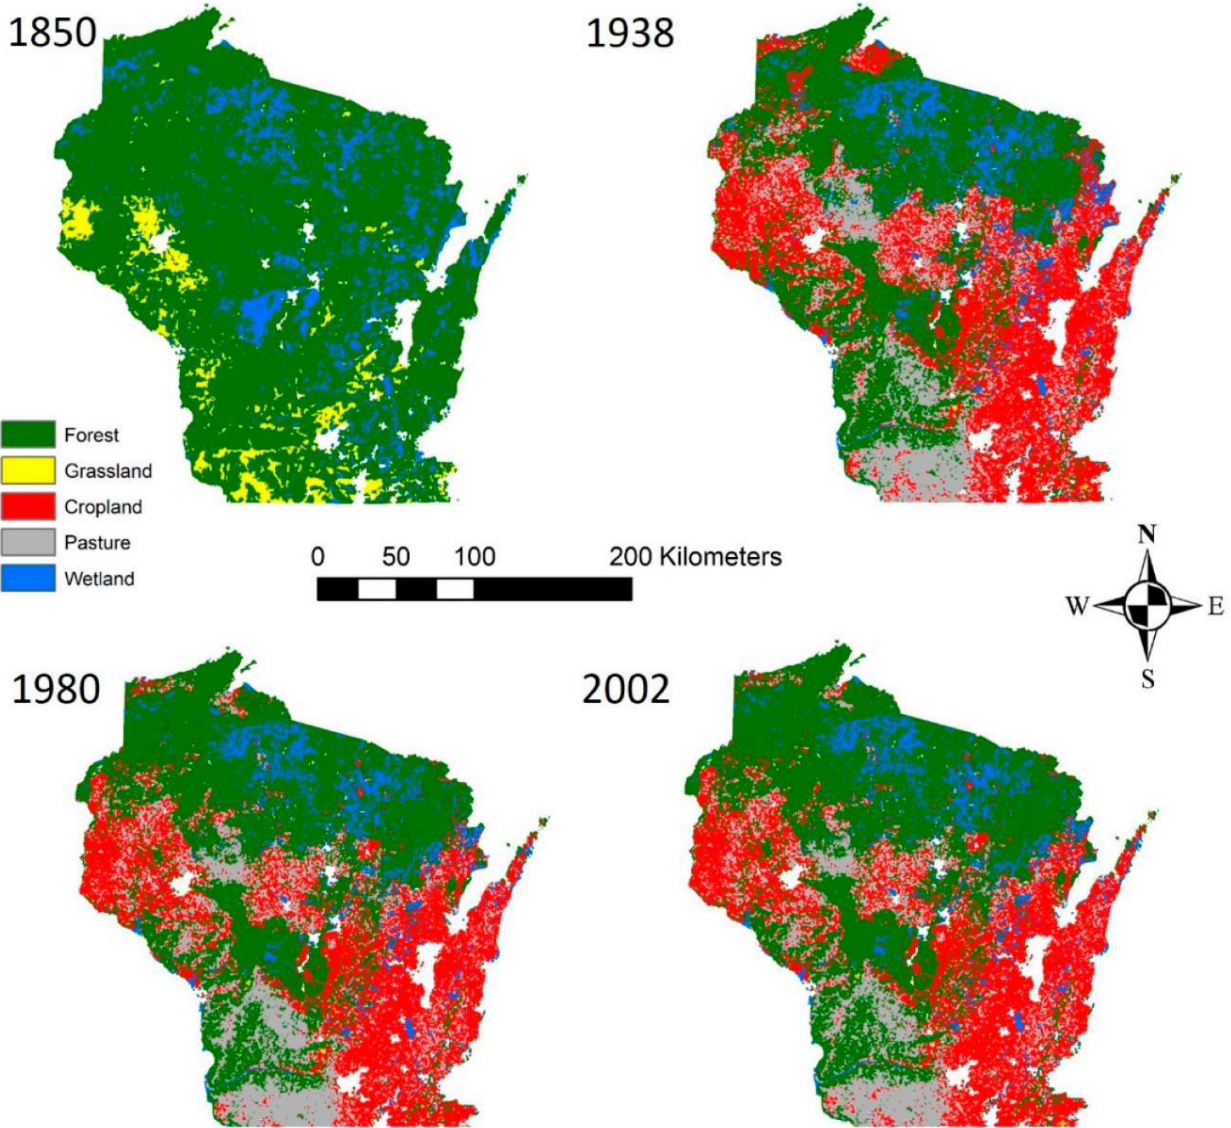 1850
1938
Forest
Grassland
Cropland
Pasture
Wetland
0 50 100 200 Kilometers
N
W E
S
1980
2002